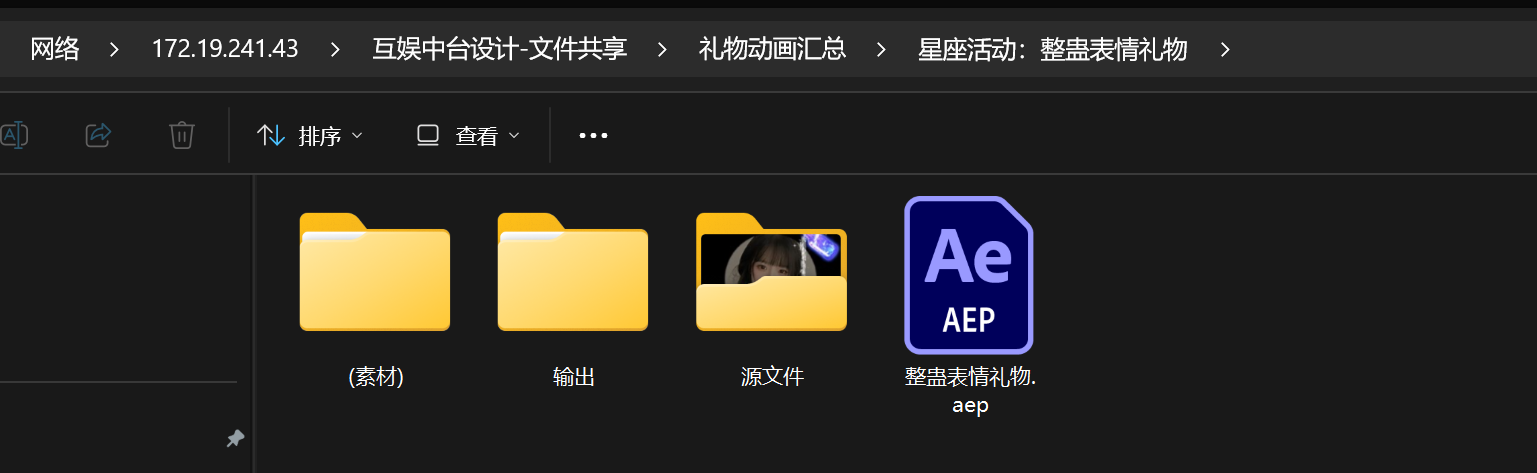 网络 > 172.19.241.43 > 互娱中台设计-文件共享 > 礼物动画汇总 > 星座活动：整蛊表情礼物 >
排序 查看 •••
Ae
AEP
(素材) 输出 源文件 整蛊表情礼物.
aep